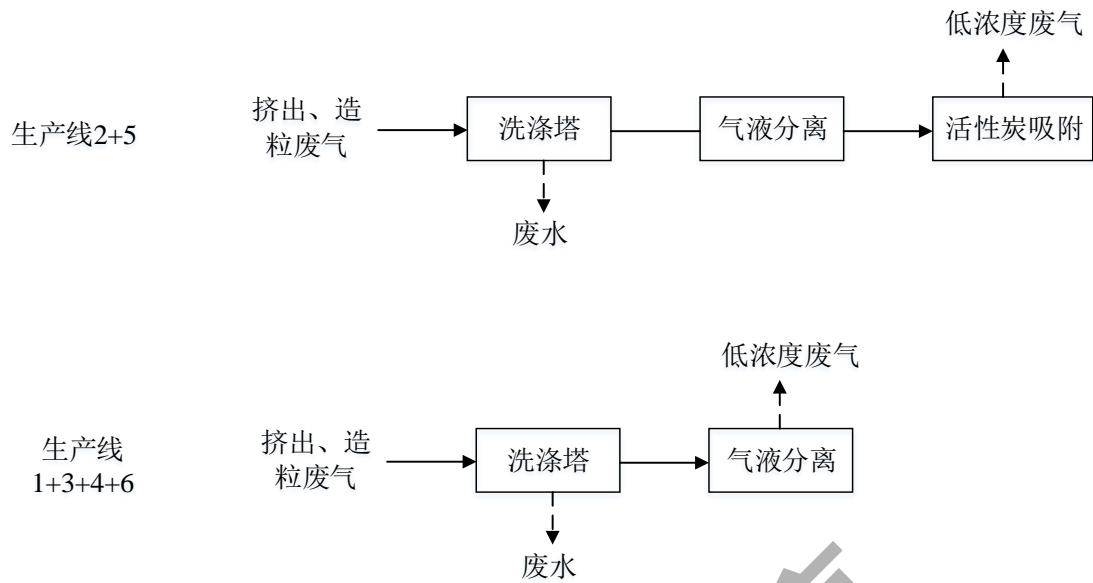 低浓度废气
生产线2+5
挤出、造
粒废气
洗涤塔
气液分离
活性炭吸附
废水
低浓度废气
生产线
1+3+4+6
挤出、造
粒废气
洗涤塔
气液分离
废水